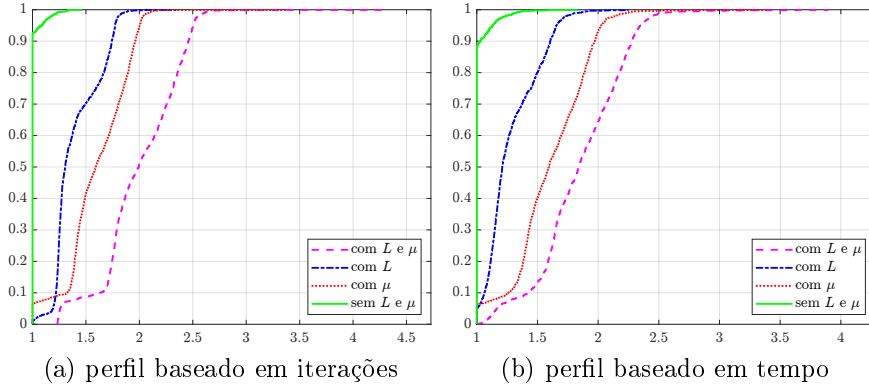 1
0.9
0.8
0.7
0.6
0.5
0.4
0.3
0.2
0.1
0
1 1.5 2 2.5 3 3.5 4 4.5
com L e μ
com L
com μ
sem L e μ
(a) perfil baseado em iterações
1
0.9
0.8
0.7
0.6
0.5
0.4
0.3
0.2
0.1
0
1 1.5 2 2.5 3 3.5 4
com L e μ
com L
com μ
sem L e μ
(b) perfil baseado em tempo